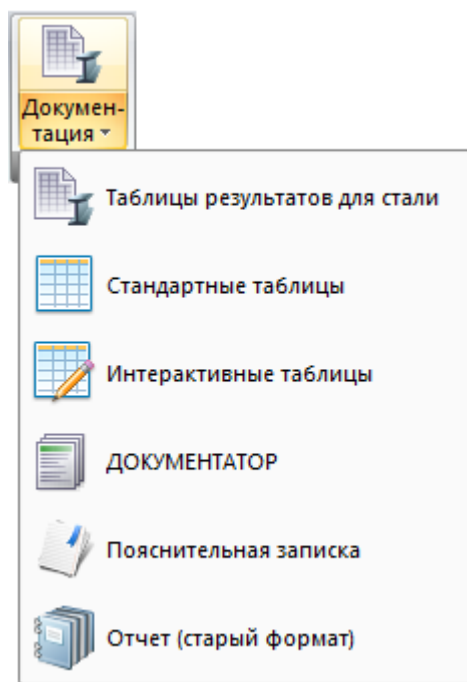 Докумен-
тация
Таблицы результатов для стали
Стандартные таблицы
Интерактивные таблицы
ДОКУМЕНТАТОР
Пояснительная записка
Отчет (старый формат)